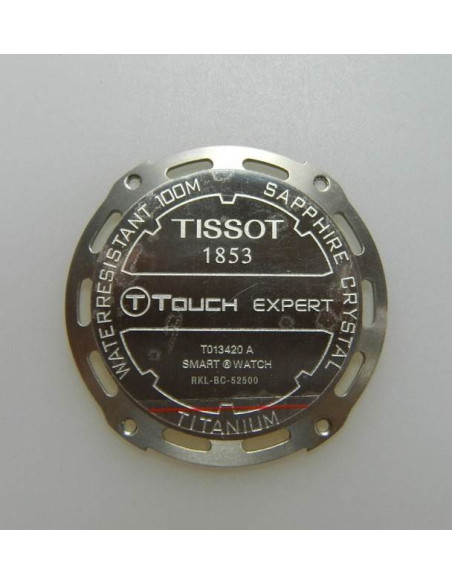 WATERRESISTANT 100M
SAPPHIRE CRYSTAL
TISSOT
1853
T TOUCH EXPERT
T013420 A
SMART ® WATCH
RKL-BC-52500
TITANIUM